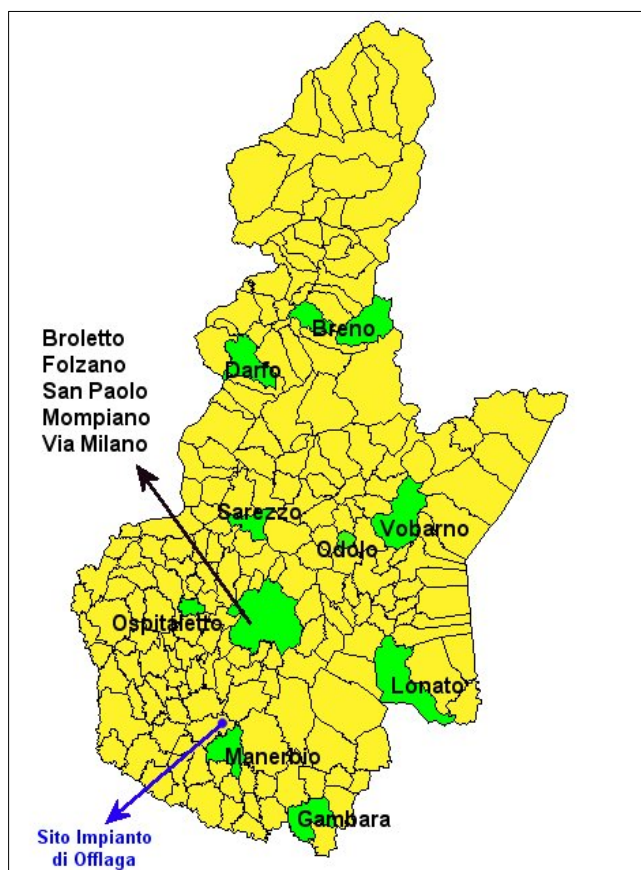 Breno
Darfo
Broletto
Folzano
San Paolo
Mompiano
Via Milano
Sarezzo
Vobarno
Odolo
Ospitaletto
Lonato
Manerbio
Gambara
Sito Impianto
di Offlaga